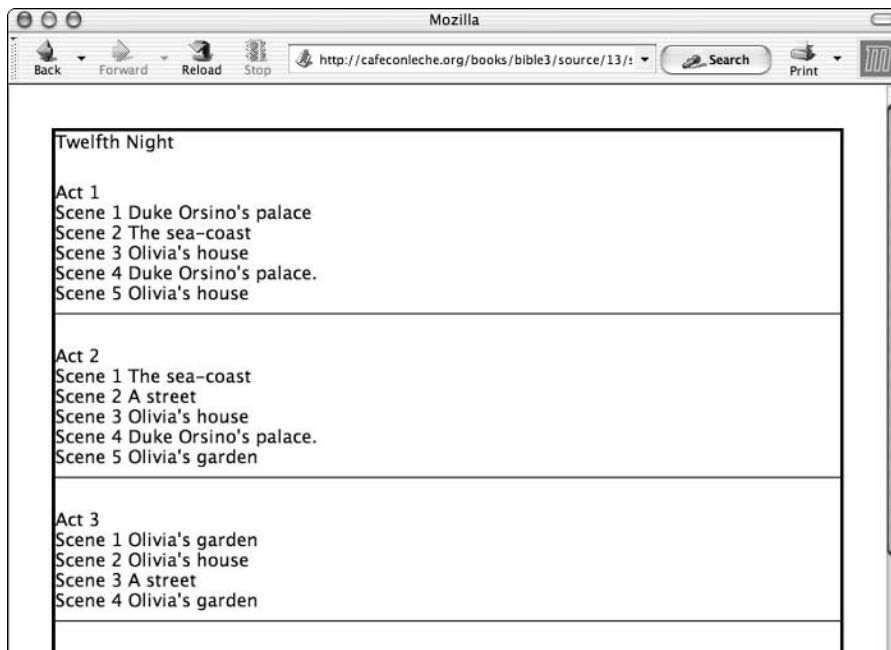 Mozilla
Back
Forward
Reload
Stop
http://cafeconleche.org/books/bible3/source/13/
Search
Print
m
Twelfth Night
Act 1
Scene 1 Duke Orsino's palace
Scene 2 The sea-coast
Scene 3 Olivia's house
Scene 4 Duke Orsino's palace.
Scene 5 Olivia's house
Act 2
Scene 1 The sea-coast
Scene 2 A street
Scene 3 Olivia's house
Scene 4 Duke Orsino's palace.
Scene 5 Olivia's garden
Act 3
Scene 1 Olivia's garden
Scene 2 Olivia's house
Scene 3 A street
Scene 4 Olivia's garden